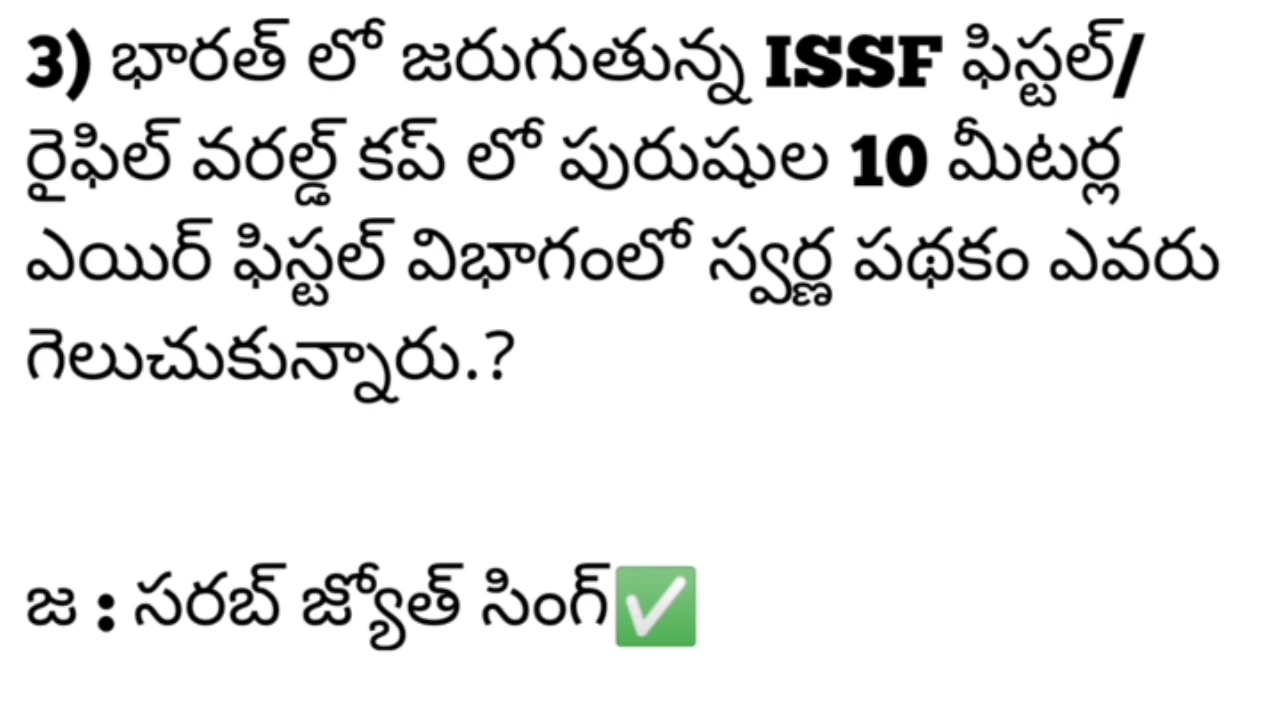 3) భారత్ లో జరుగుతున్న ISSF ఫిస్టల్/
రైఫిల్ వరల్డ్ కప్ లో పురుషుల 10 మీటర్ల
ఎయిర్ ఫిస్టల్ విభాగంలో స్వర్ణ పథకం ఎవరు
గెలుచుకున్నారు.?
జ : సరబ్ జ్యోత్ సింగ్✅